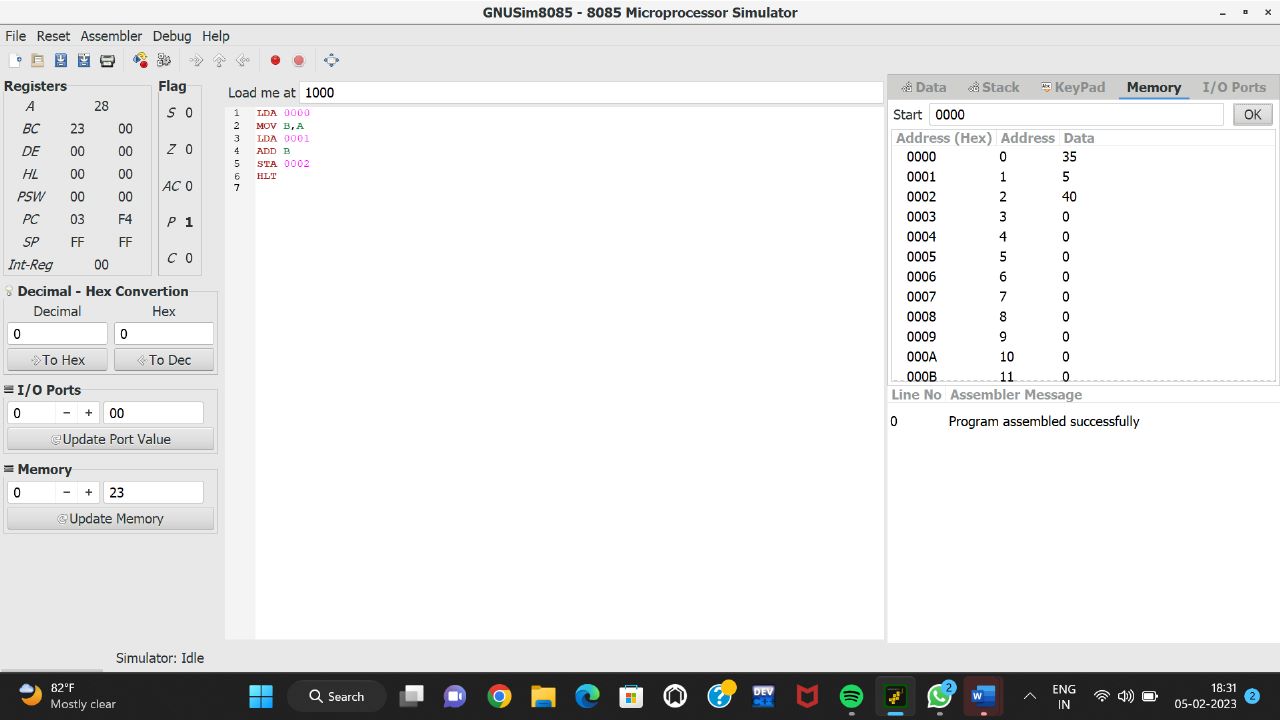 GNUSim8085 - 8085 Microprocessor Simulator
File Reset Assembler Debug Help
Registers
A 28
BC 23 00
DE 00 00
HL 00 00
PSW 00 00
PC 03 F4
SP FF FF
Int-Reg 00
Flag
S 0
Z 0
AC 0
P 1
C 0
Decimal - Hex Convertion
Decimal Hex
0 0
To Hex To Dec
I/O Ports
0 − + 00
Update Port Value
Memory
0 − + 23
Update Memory
Load me at 1000
1 LDA 0000
2 MOV B,A
3 LDA 0001
4 ADD B
5 STA 0002
6 HLT
7
Data Stack KeyPad Memory I/O Ports
Start 0000 OK
Address (Hex) Address Data
0000 0 35
0001 1 5
0002 2 40
0003 3 0
0004 4 0
0005 5 0
0006 6 0
0007 7 0
0008 8 0
0009 9 0
000A 10 0
000B 11 0
Line No Assembler Message
0 Program assembled successfully
Simulator: Idle
82°F
Mostly clear
Search
DEV
C++
2
ENG
IN
18:31
05-02-2023
2